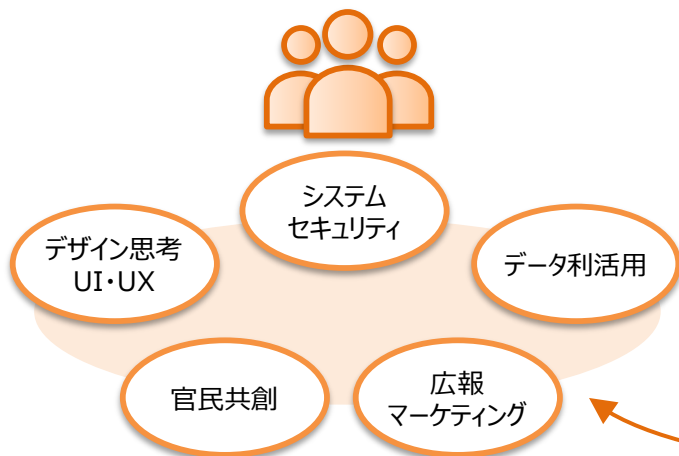 システム
セキュリティ
デザイン思考
UI・UX
データ利活用
官民共創
広報
マーケティング